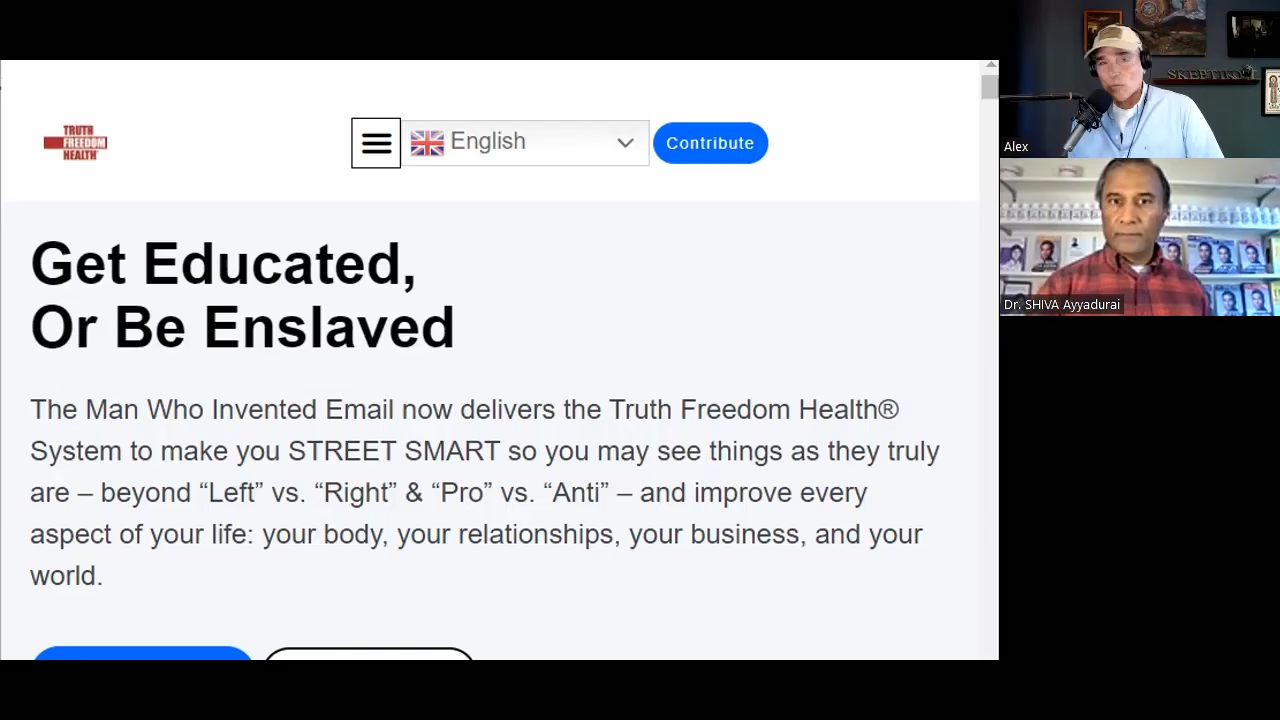 TRUTH
FREEDOM
HEALTH
English
Contribute
Get Educated,
Or Be Enslaved
The Man Who Invented Email now delivers the Truth Freedom Health®
System to make you STREET SMART so you may see things as they truly
are – beyond “Left” vs. “Right” & “Pro” vs. “Anti” – and improve every
aspect of your life: your body, your relationships, your business, and your
world.
SKEPTIKO
Alex
Dr. SHIVA Ayyadurai